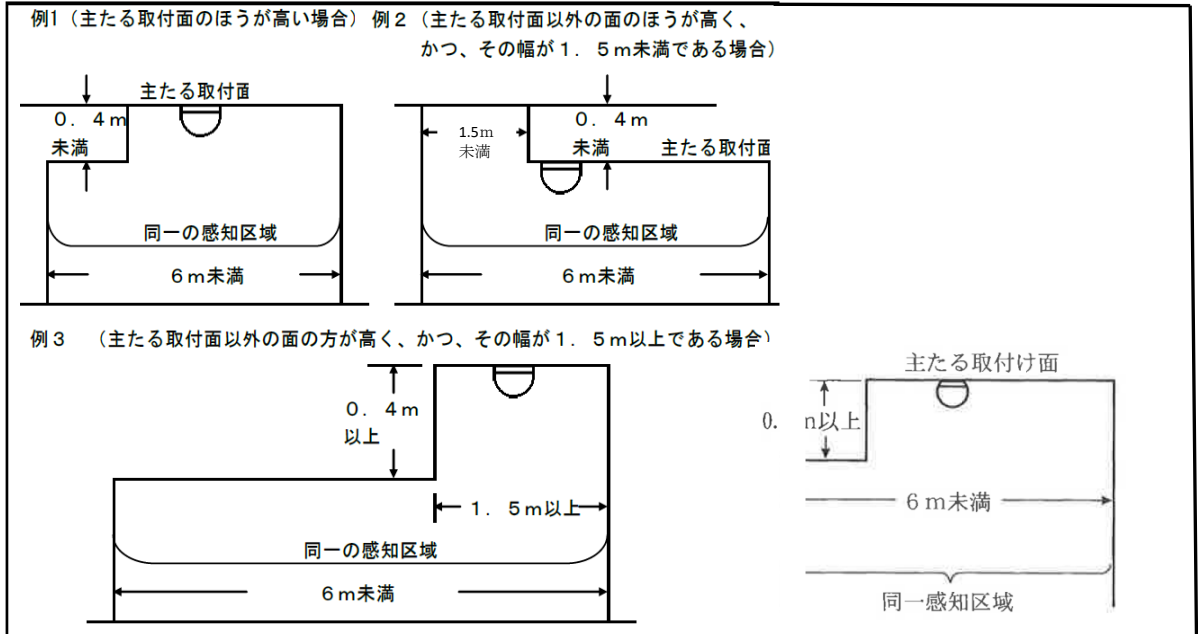 例1（主たる取付面のほうが高い場合）
例２（主たる取付面以外の面のほうが高く、
かつ、その幅が１．５ｍ未満である場合）
主たる取付面
０．４ｍ
未満
同一の感知区域
６ｍ未満
1.5m
未満
０．４ｍ
未満
主たる取付面
同一の感知区域
６ｍ未満
例３　（主たる取付面以外の面の方が高く、かつ、その幅が１．５ｍ以上である場合）
０．４ｍ
以上
１．５ｍ以上
同一の感知区域
６ｍ未満
主たる取付け面
0.
以上
6 m未満
同一感知区域